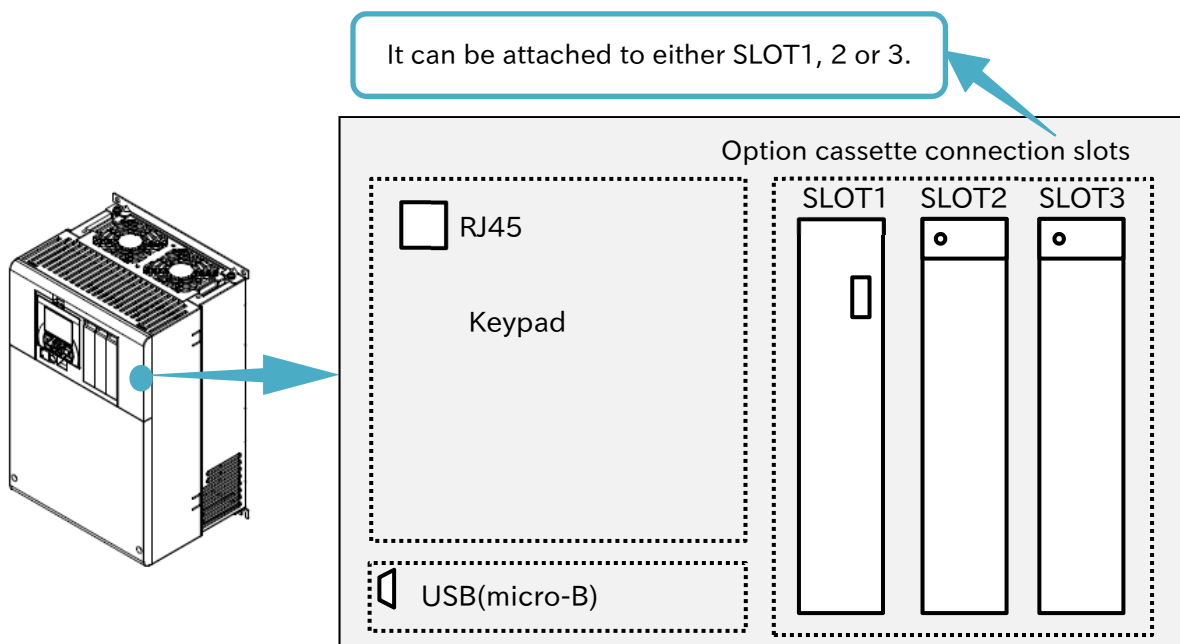 It can be attached to either SLOT1, 2 or 3.
Option cassette connection slots
SLOT1 SLOT2 SLOT3
RJ45
Keypad
USB(micro-B)